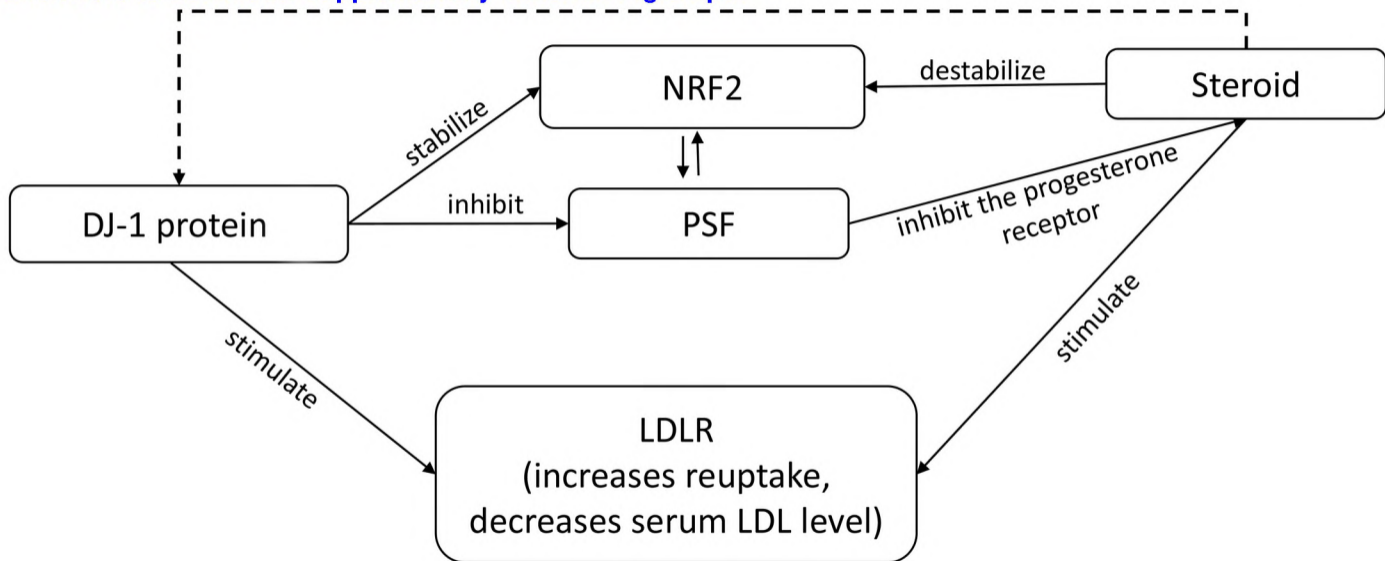 NRF2
destabilize
Steroid
stabilize
DJ-1 protein
inhibit
PSF
inhibit the progesterone
receptor
stimulate
stimulate
LDLR
(increases reuptake,
decreases serum LDL level)